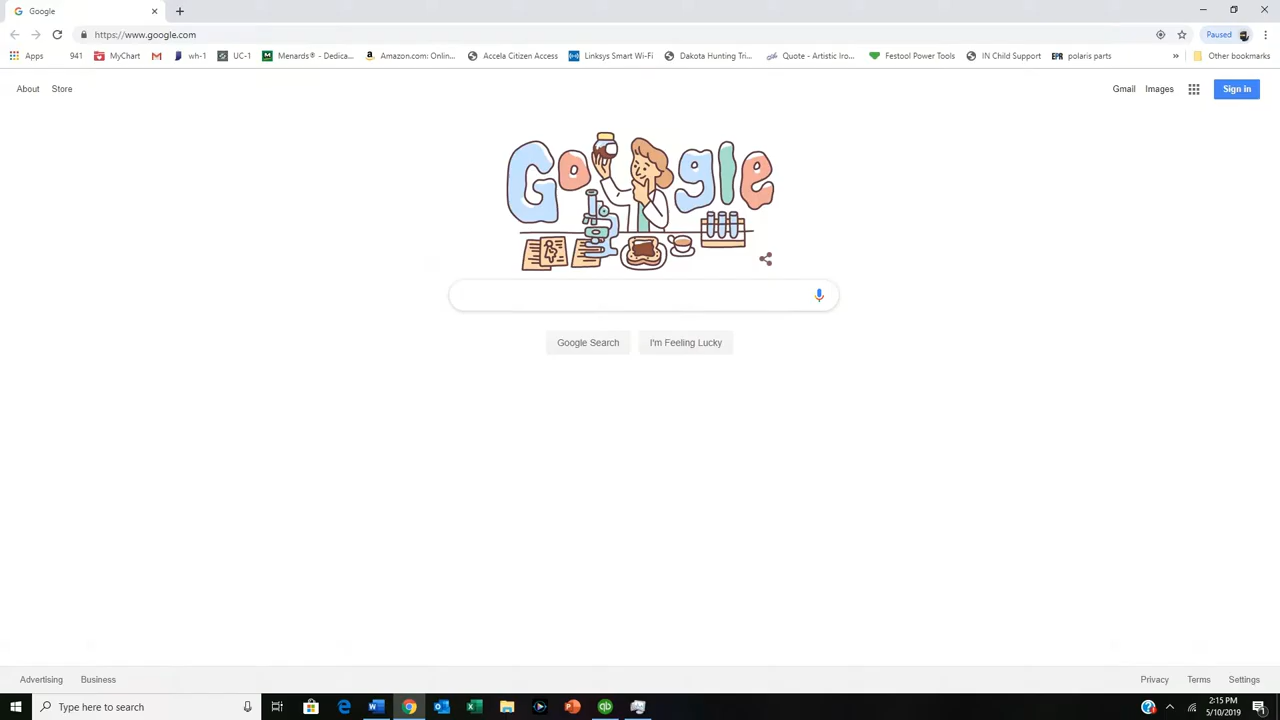 Google
https://www.google.com
Paused
Apps 941 MyChart wh-1 UC-1 Menards® - Dedica... Amazon.com: Onlin... Accela Citizen Access Linksys Smart Wi-Fi Dakota Hunting Tri... Quote - Artistic Iro... Festool Power Tools IN Child Support EPR polaris parts » Other bookmarks
About Store Gmail Images Sign in
Google
Google Search I'm Feeling Lucky
Advertising Business Privacy Terms Settings
Type here to search
2:15 PM
5/10/2019